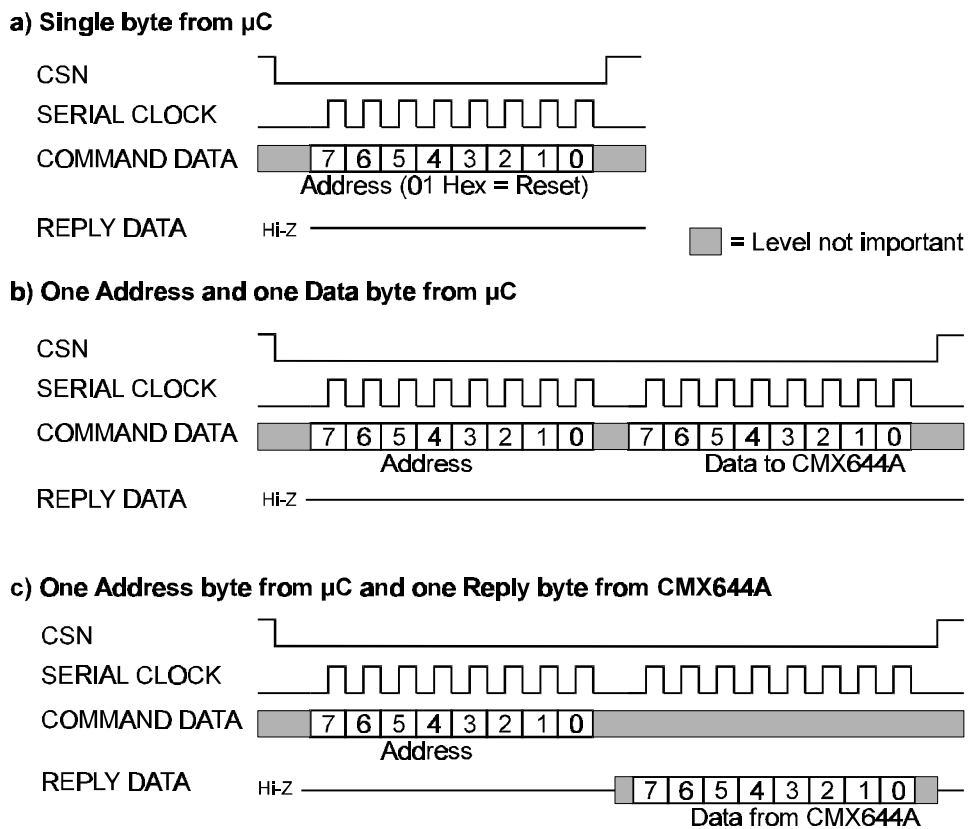 a) Single byte from µC
CSN
SERIAL CLOCK
COMMAND DATA 7 6 5 4 3 2 1 0
Address (01 Hex = Reset)
REPLY DATA Hi-Z
= Level not important
b) One Address and one Data byte from µC
CSN
SERIAL CLOCK
COMMAND DATA 7 6 5 4 3 2 1 0 7 6 5 4 3 2 1 0
Address Data to CMX644A
REPLY DATA Hi-Z
c) One Address byte from µC and one Reply byte from CMX644A
CSN
SERIAL CLOCK
COMMAND DATA 7 6 5 4 3 2 1 0
Address
REPLY DATA Hi-Z 7 6 5 4 3 2 1 0
Data from CMX644A